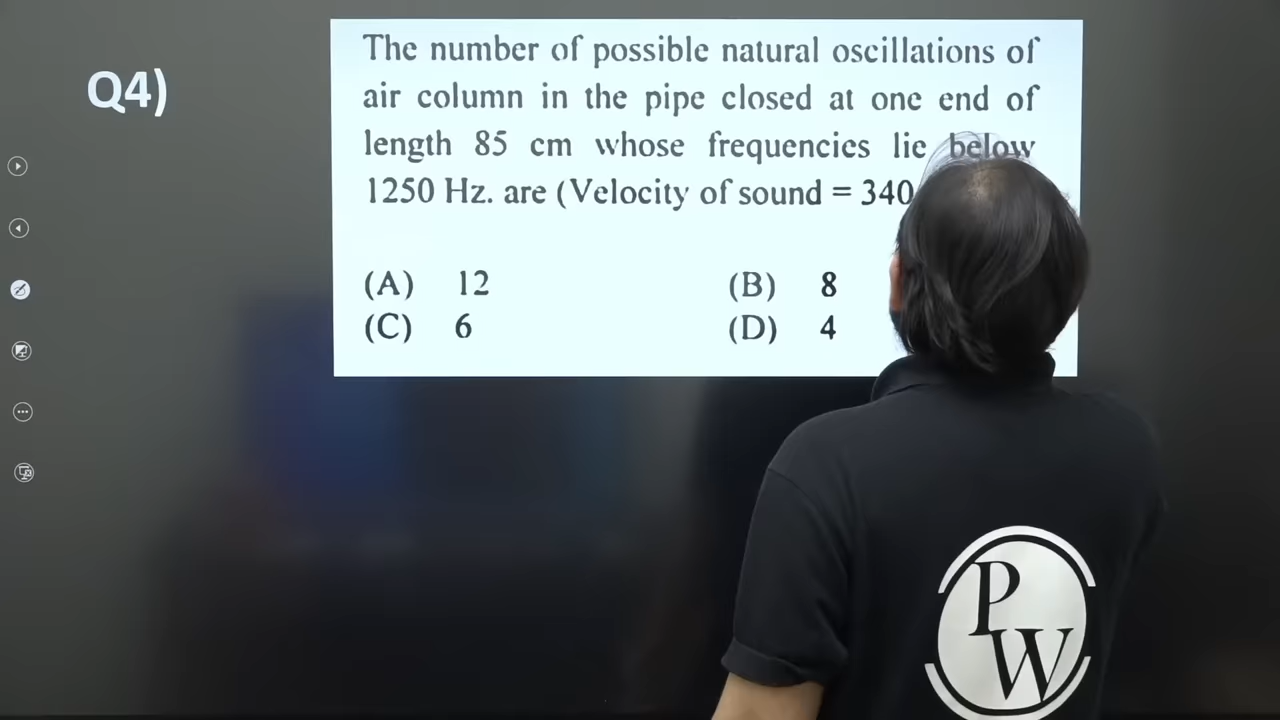 Q4)
The number of possible natural oscillations of
air column in the pipe closed at one end of
length 85 cm whose frequencies lie below
1250 Hz. are (Velocity of sound = 340
(A) 12 (B) 8
(C) 6 (D) 4
PW